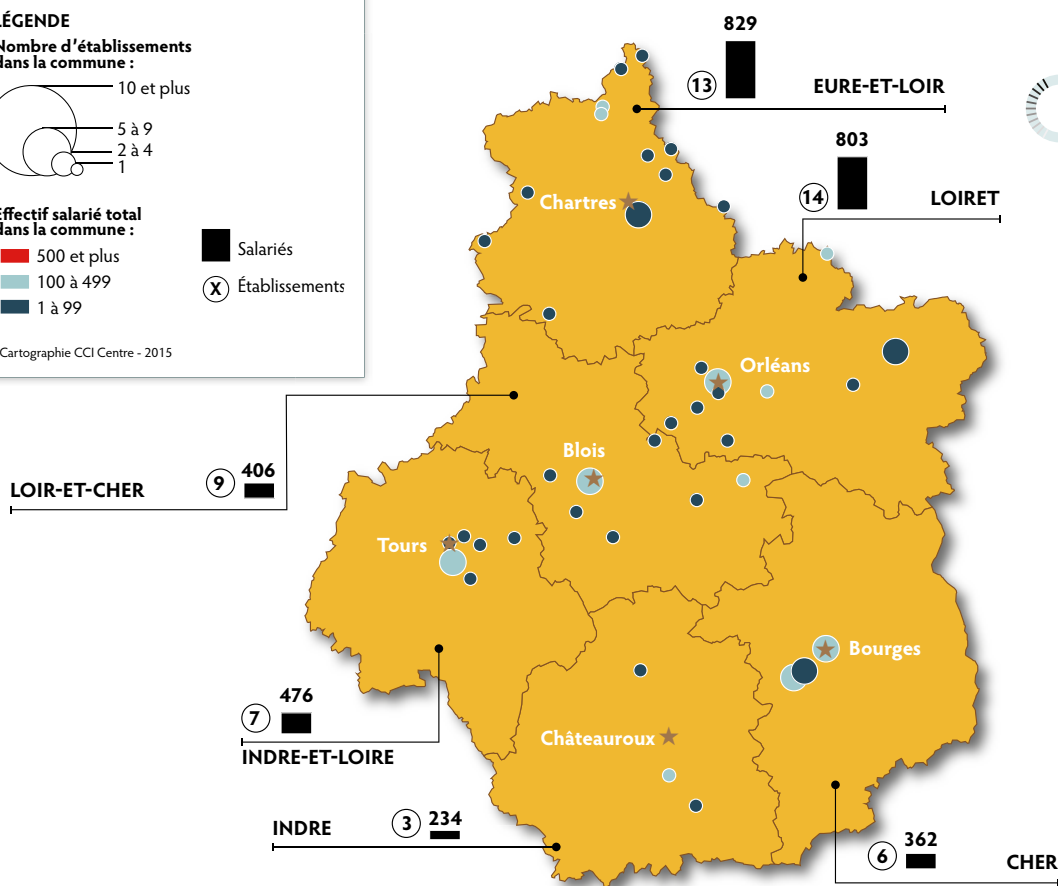 LÉGENDE
Nombre d'établissements
dans la commune :
10 et plus
5 à 9
2 à 4
1
Effectif salarié total
dans la commune :
500 et plus
100 à 499
1 à 99
Salariés
X Établissements
Cartographie CCI Centre - 2015
829
13
EURE-ET-LOIR
803
14
LOIRET
Chartres
Orléans
Blois
9
406
LOIR-ET-CHER
Tours
Bourges
476
7
INDRE-ET-LOIRE
Châteauroux
INDRE
3
234
6
362
CHER